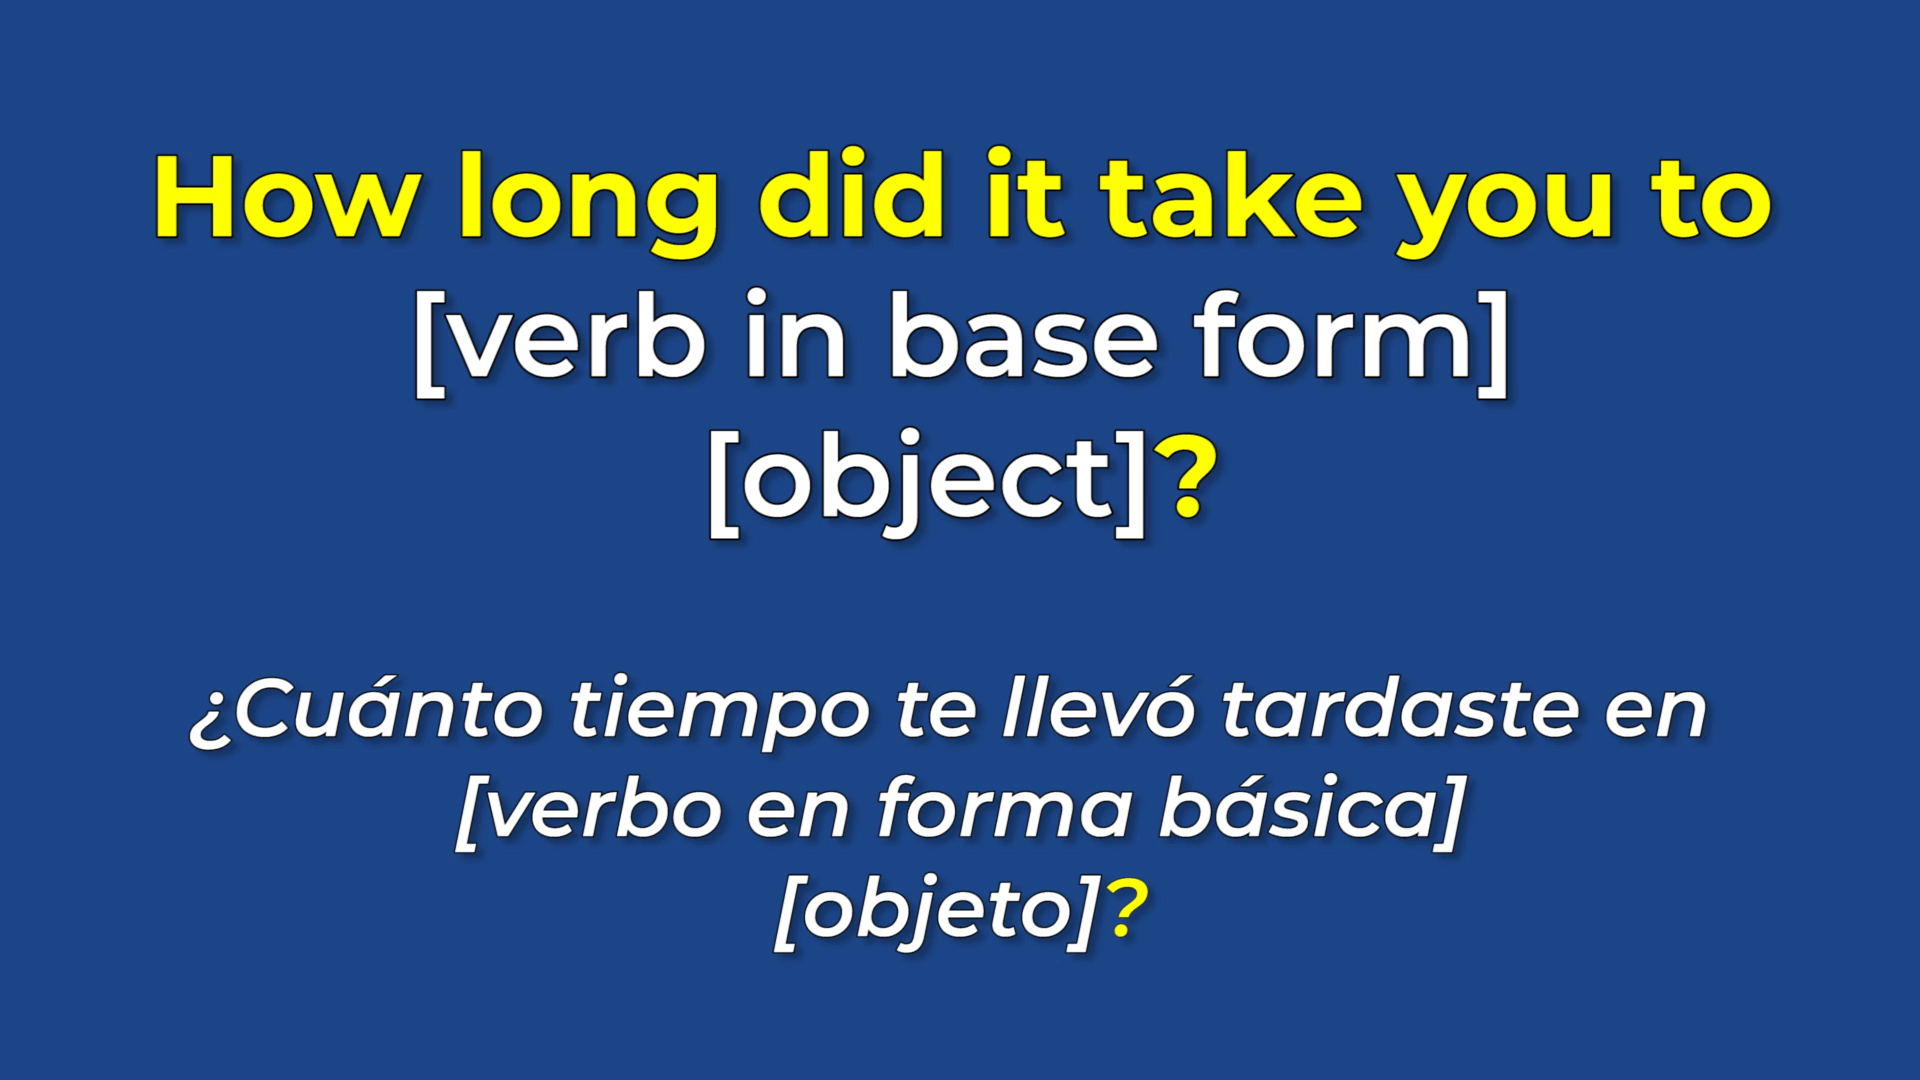 How long did it take you to
[verb in base form]
[object]?
¿Cuánto tiempo te llevó tardaste en
[verbo en forma básica]
[objeto]?